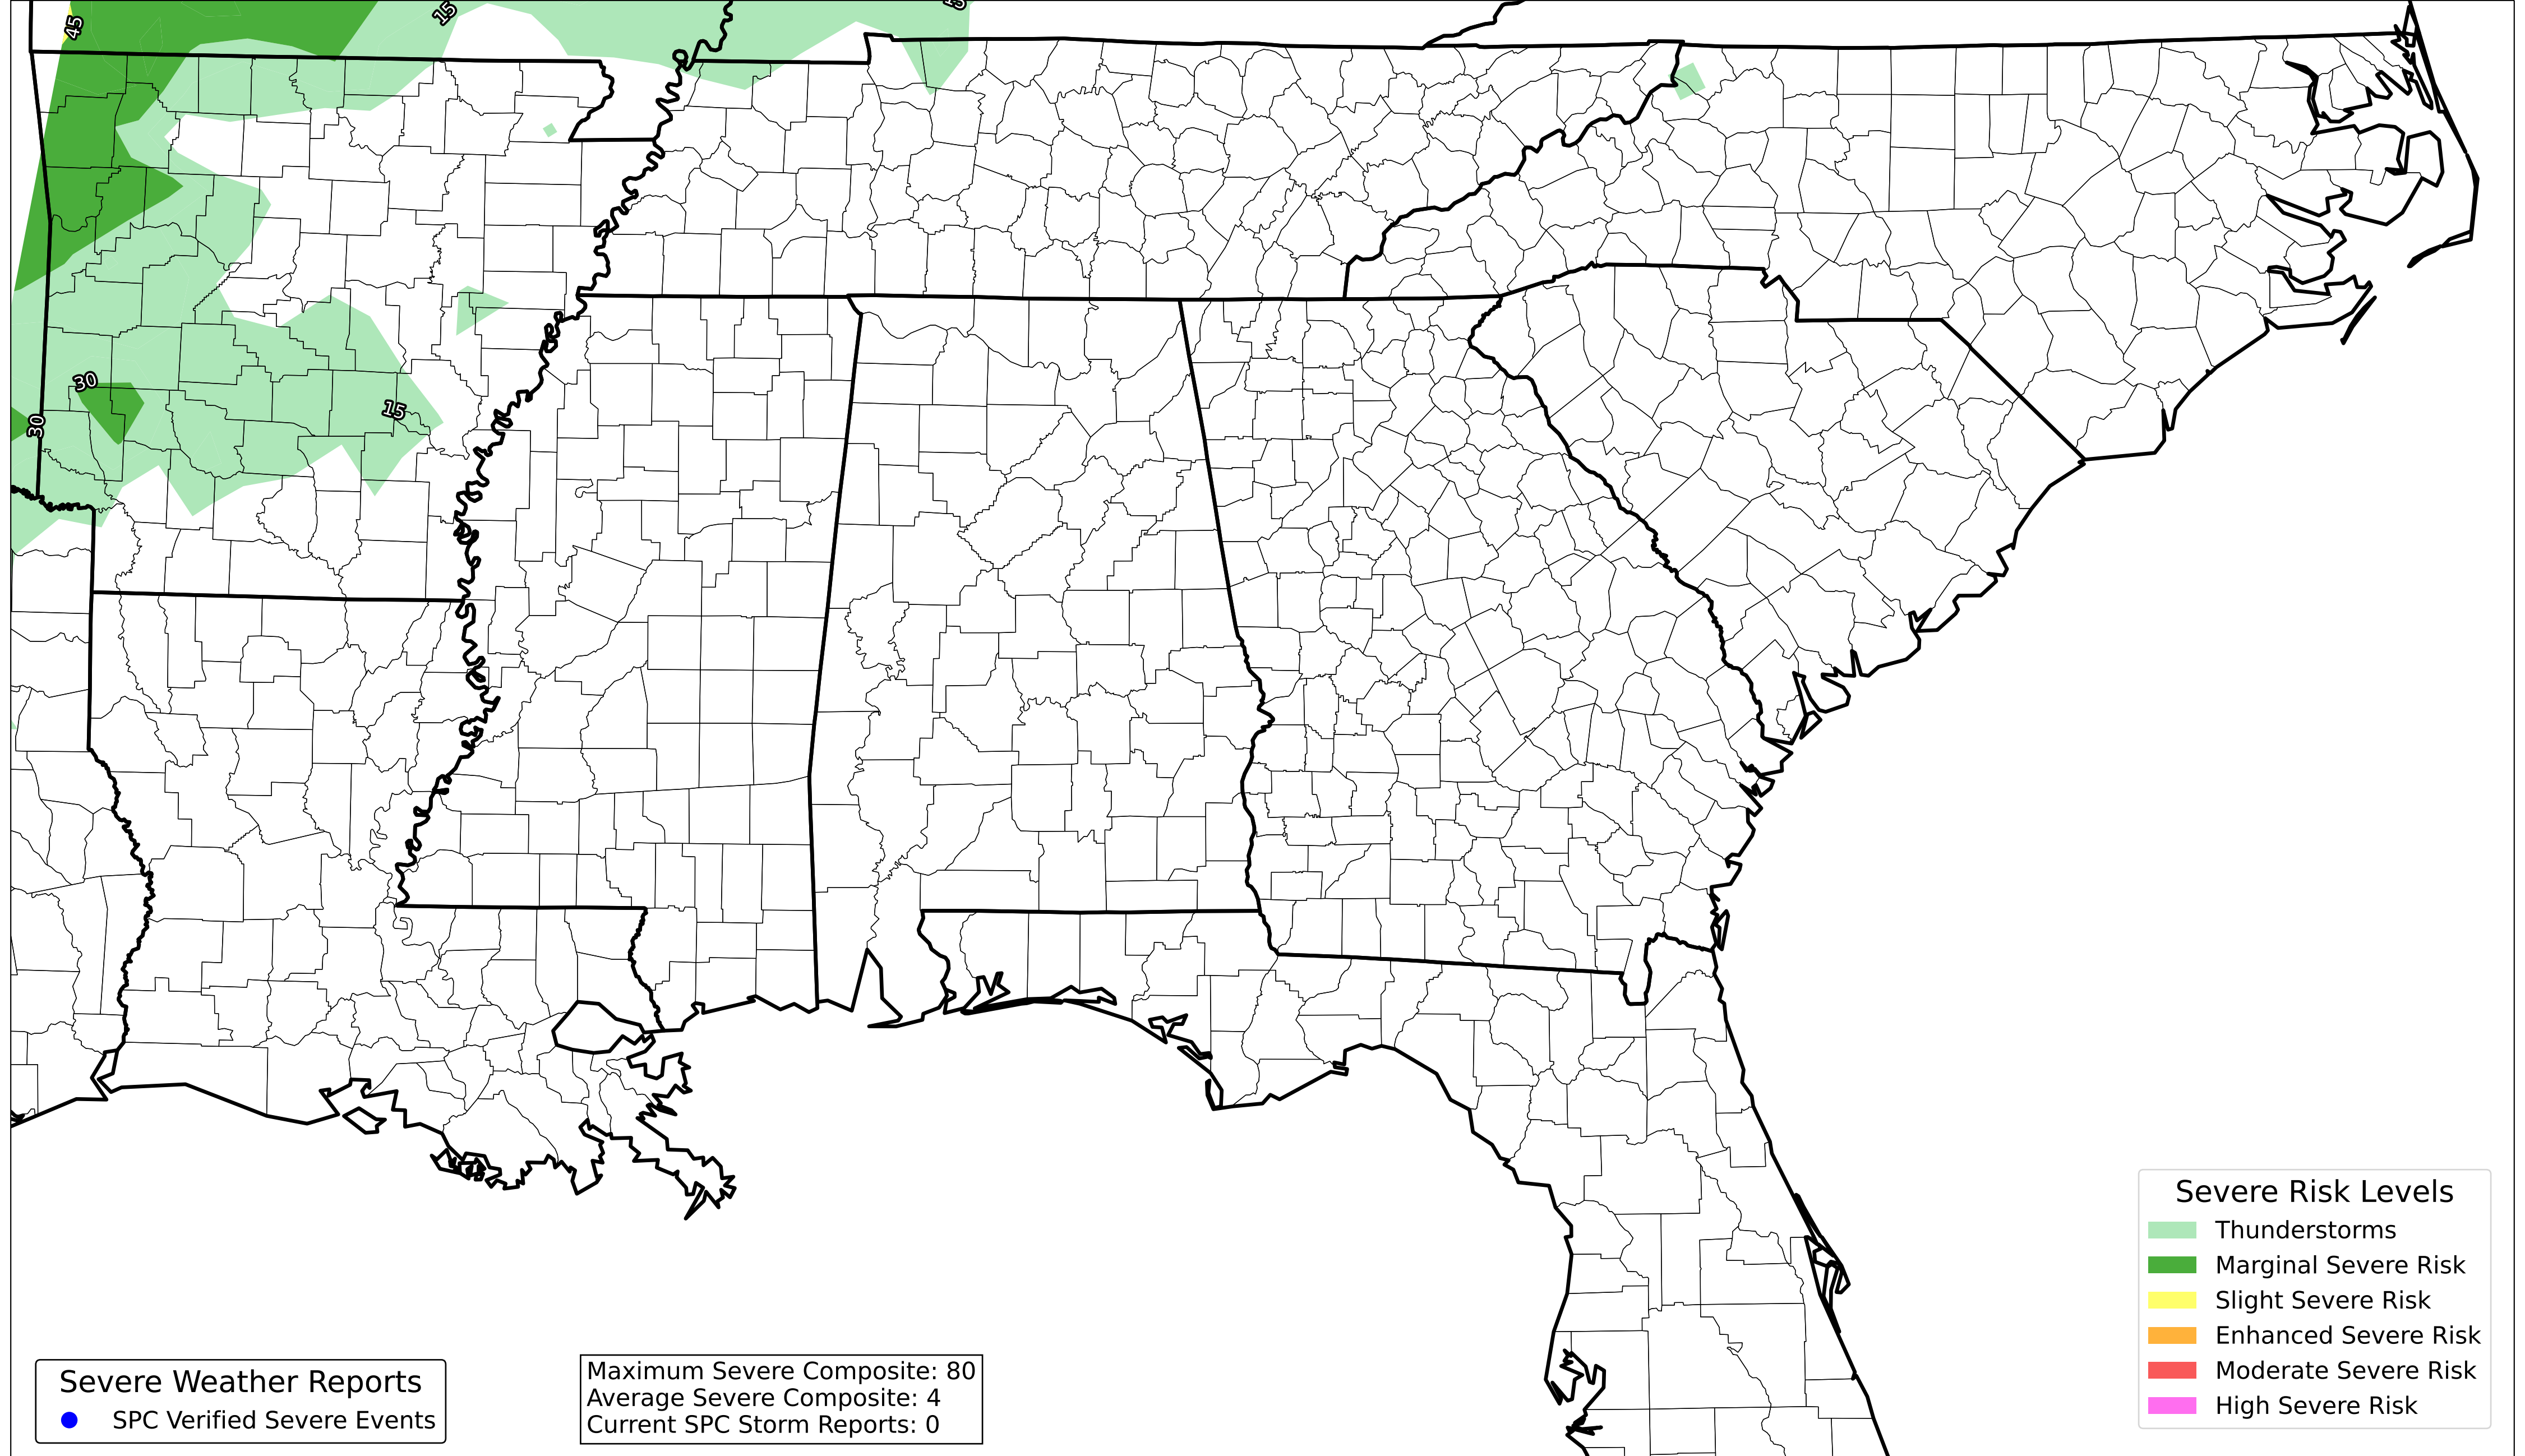 45
15
15
30
30
15
Severe Risk Levels
Thunderstorms
Marginal Severe Risk
Slight Severe Risk
Enhanced Severe Risk
Moderate Severe Risk
High Severe Risk
Severe Weather Reports
SPC Verified Severe Events
Maximum Severe Composite: 80
Average Severe Composite: 4
Current SPC Storm Reports: 0